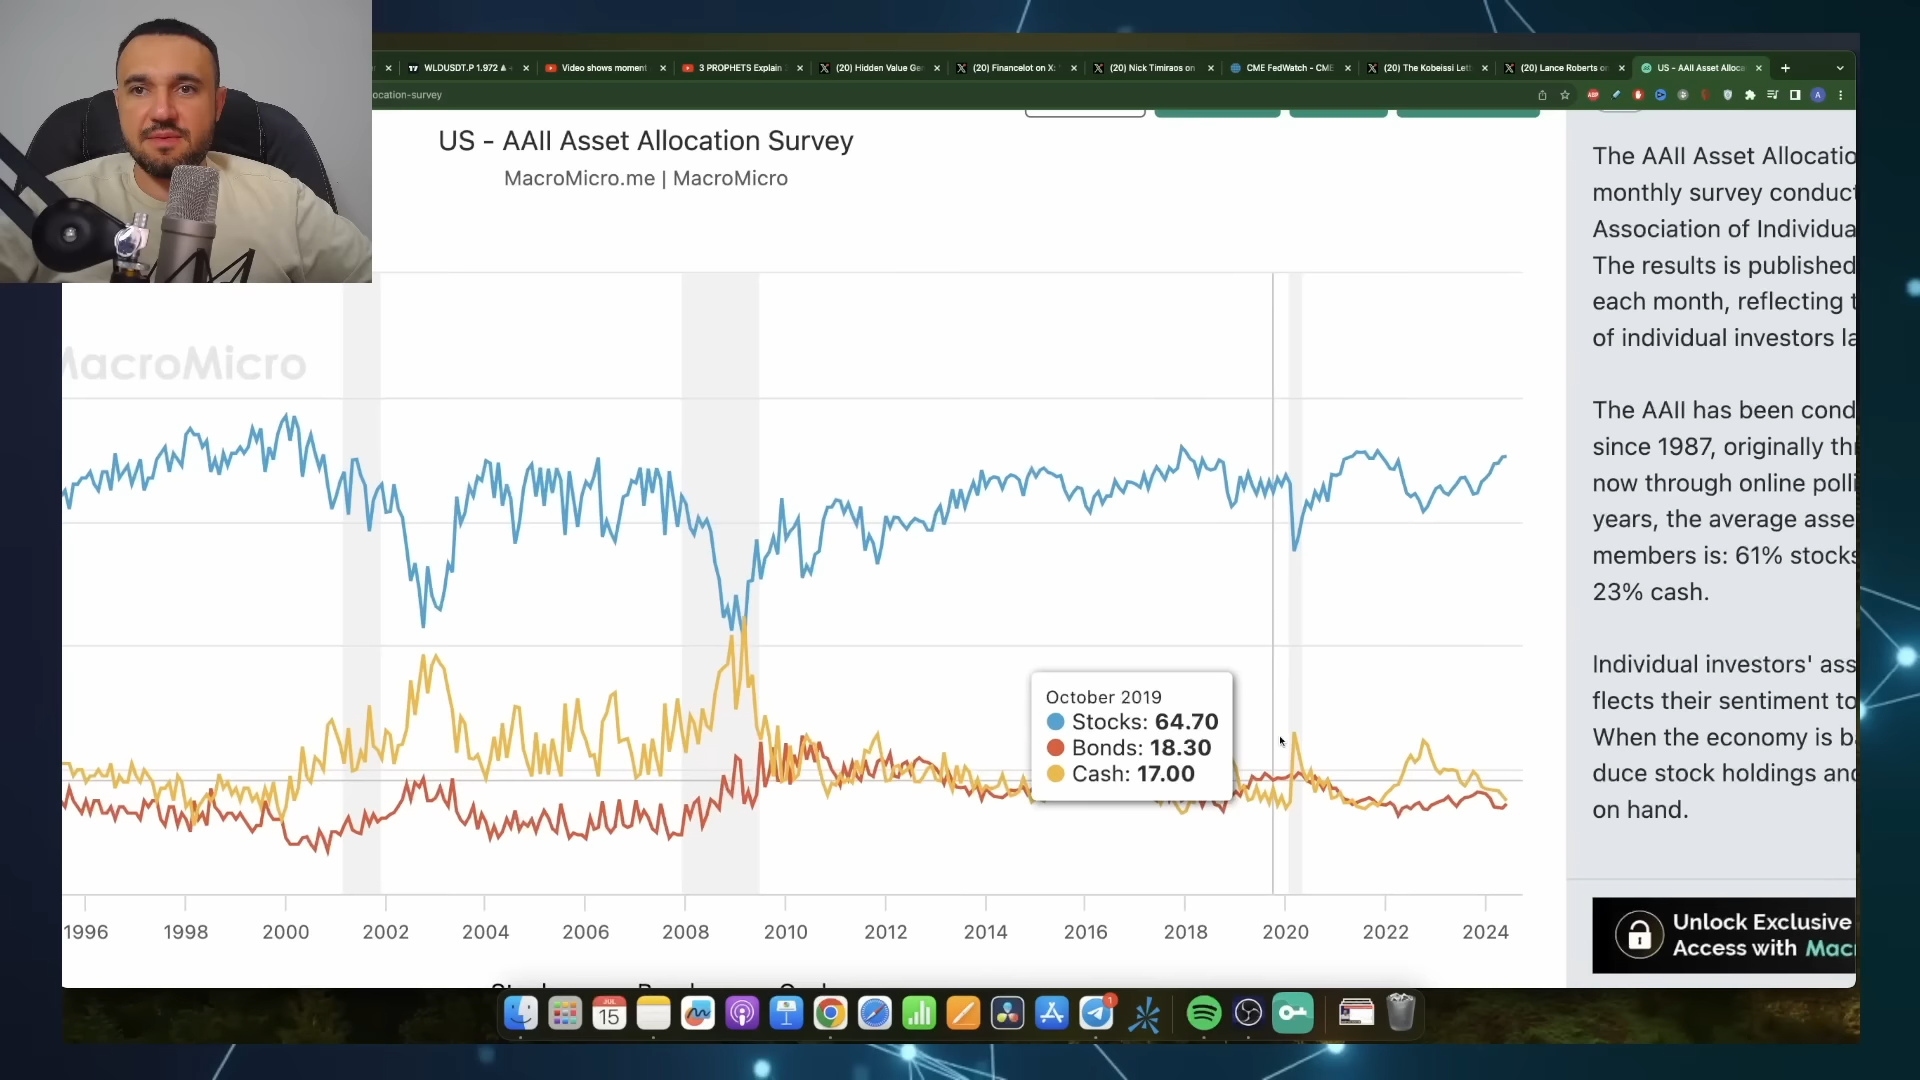 WLDUSDT.P 1.972
Video shows moment
3 PROPHETS Explain
(20) Hidden Value Ge
(20) Financelot on X:
(20) Nick Timiraos on
CME FedWatch - CME
(20) The Kobeissi Lett
(20) Lance Roberts o
US - AAII Asset Alloca
ocation-survey
ABP
A
US - AAII Asset Allocation Survey
MacroMicro.me | MacroMicro
MacroMicro
October 2019
Stocks: 64.70
Bonds: 18.30
Cash: 17.00
1996 1998 2000 2002 2004 2006 2008 2010 2012 2014 2016 2018 2020 2022 2024
The AAII Asset Allocatio
monthly survey conduct
Association of Individua
The results is published
each month, reflecting t
of individual investors la
The AAII has been cond
since 1987, originally thr
now through online polli
years, the average asse
members is: 61% stocks
23% cash.
Individual investors' ass
flects their sentiment to
When the economy is ba
duce stock holdings and
on hand.
Unlock Exclusive
Access with Mac
JUL
15
1